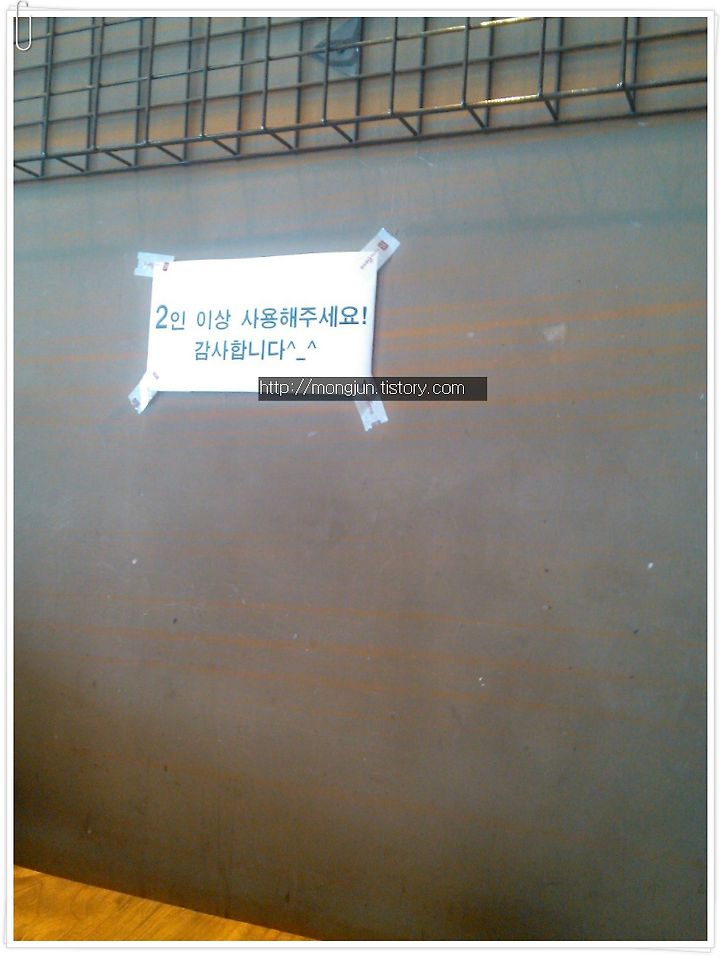 2인 이상 사용해주세요!
감사합니다^_^
http://mongjun.tistory.com